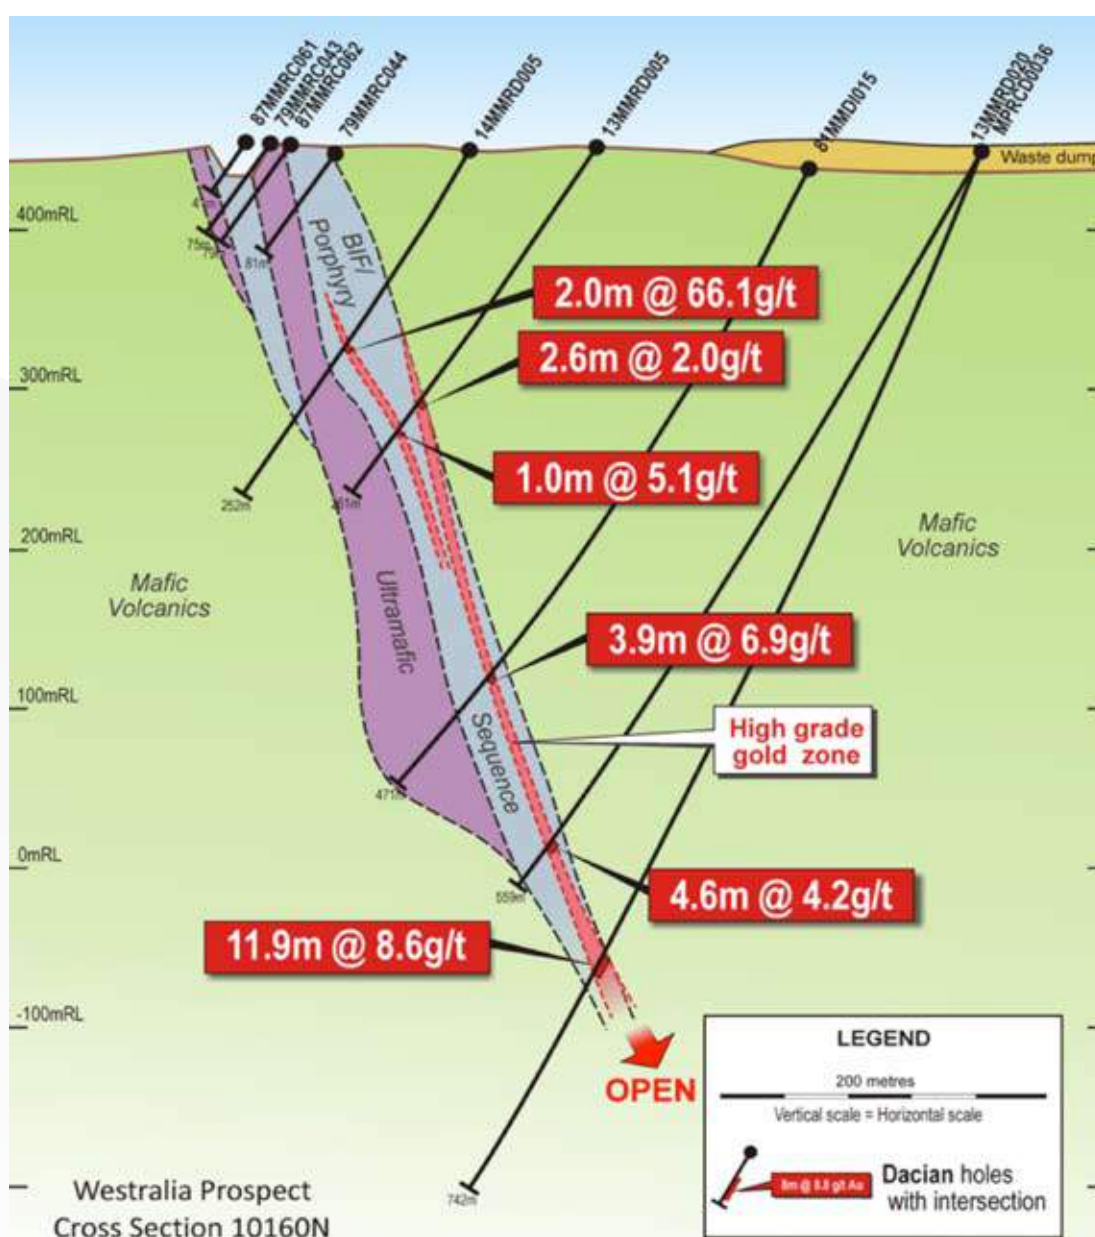 87MMRC061
79MMRC043
87MMRC062
79MMRC044
14MMRD005
13MMRD005
81MMDI015
13MMRD020
MPRCD0036
Waste dump
400mRL
75m
81m
BIF/
Porphyry
2.0m @ 66.1g/t
2.6m @ 2.0g/t
300mRL
1.0m @ 5.1g/t
252m
200mRL
Mafic
Volcanics
Mafic
Volcanics
Ultramafic
3.9m @ 6.9g/t
100mRL
Sequence
High grade
gold zone
471m
0mRL
559m
4.6m @ 4.2g/t
11.9m @ 8.6g/t
-100mRL
OPEN
LEGEND
200 metres
Vertical scale = Horizontal scale
Dacian holes
with intersection
742m
Westralia Prospect
Cross Section 10160N